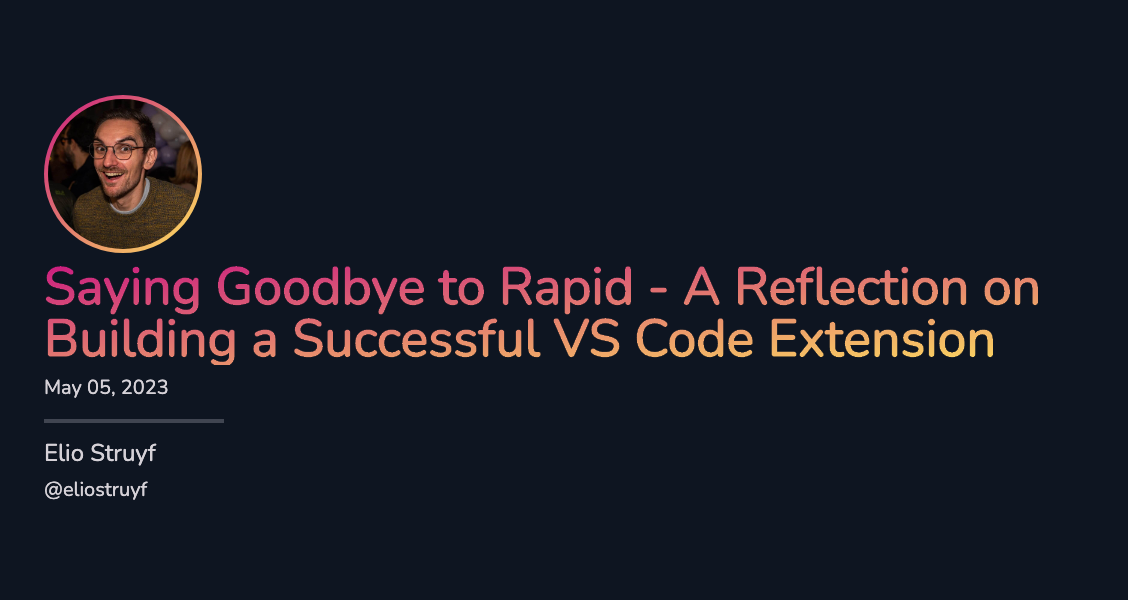 Saying Goodbye to Rapid - A Reflection on
Building a Successful VS Code Extension
May 05, 2023
Elio Struyf
@eliostruyf